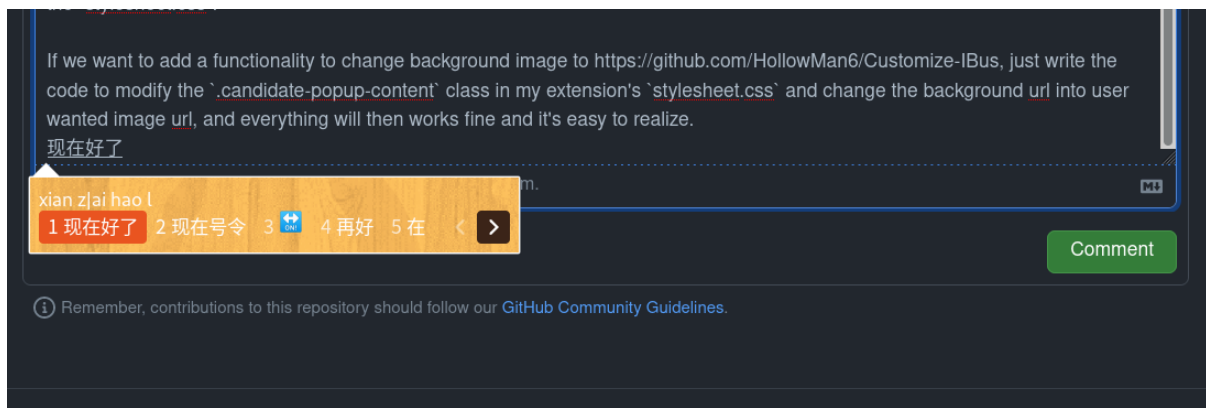 If we want to add a functionality to change background image to https://github.com/HollowMan6/Customize-IBus, just write the
code to modify the `.candidate-popup-content` class in my extension's `stylesheet.css` and change the background url into user
wanted image url, and everything will then works fine and it's easy to realize.
现在好了
m.
xian z|ai hao l
1 现在好了 2 现在号令 3 🔛 4 再好 5 在
Comment
Remember, contributions to this repository should follow our GitHub Community Guidelines.